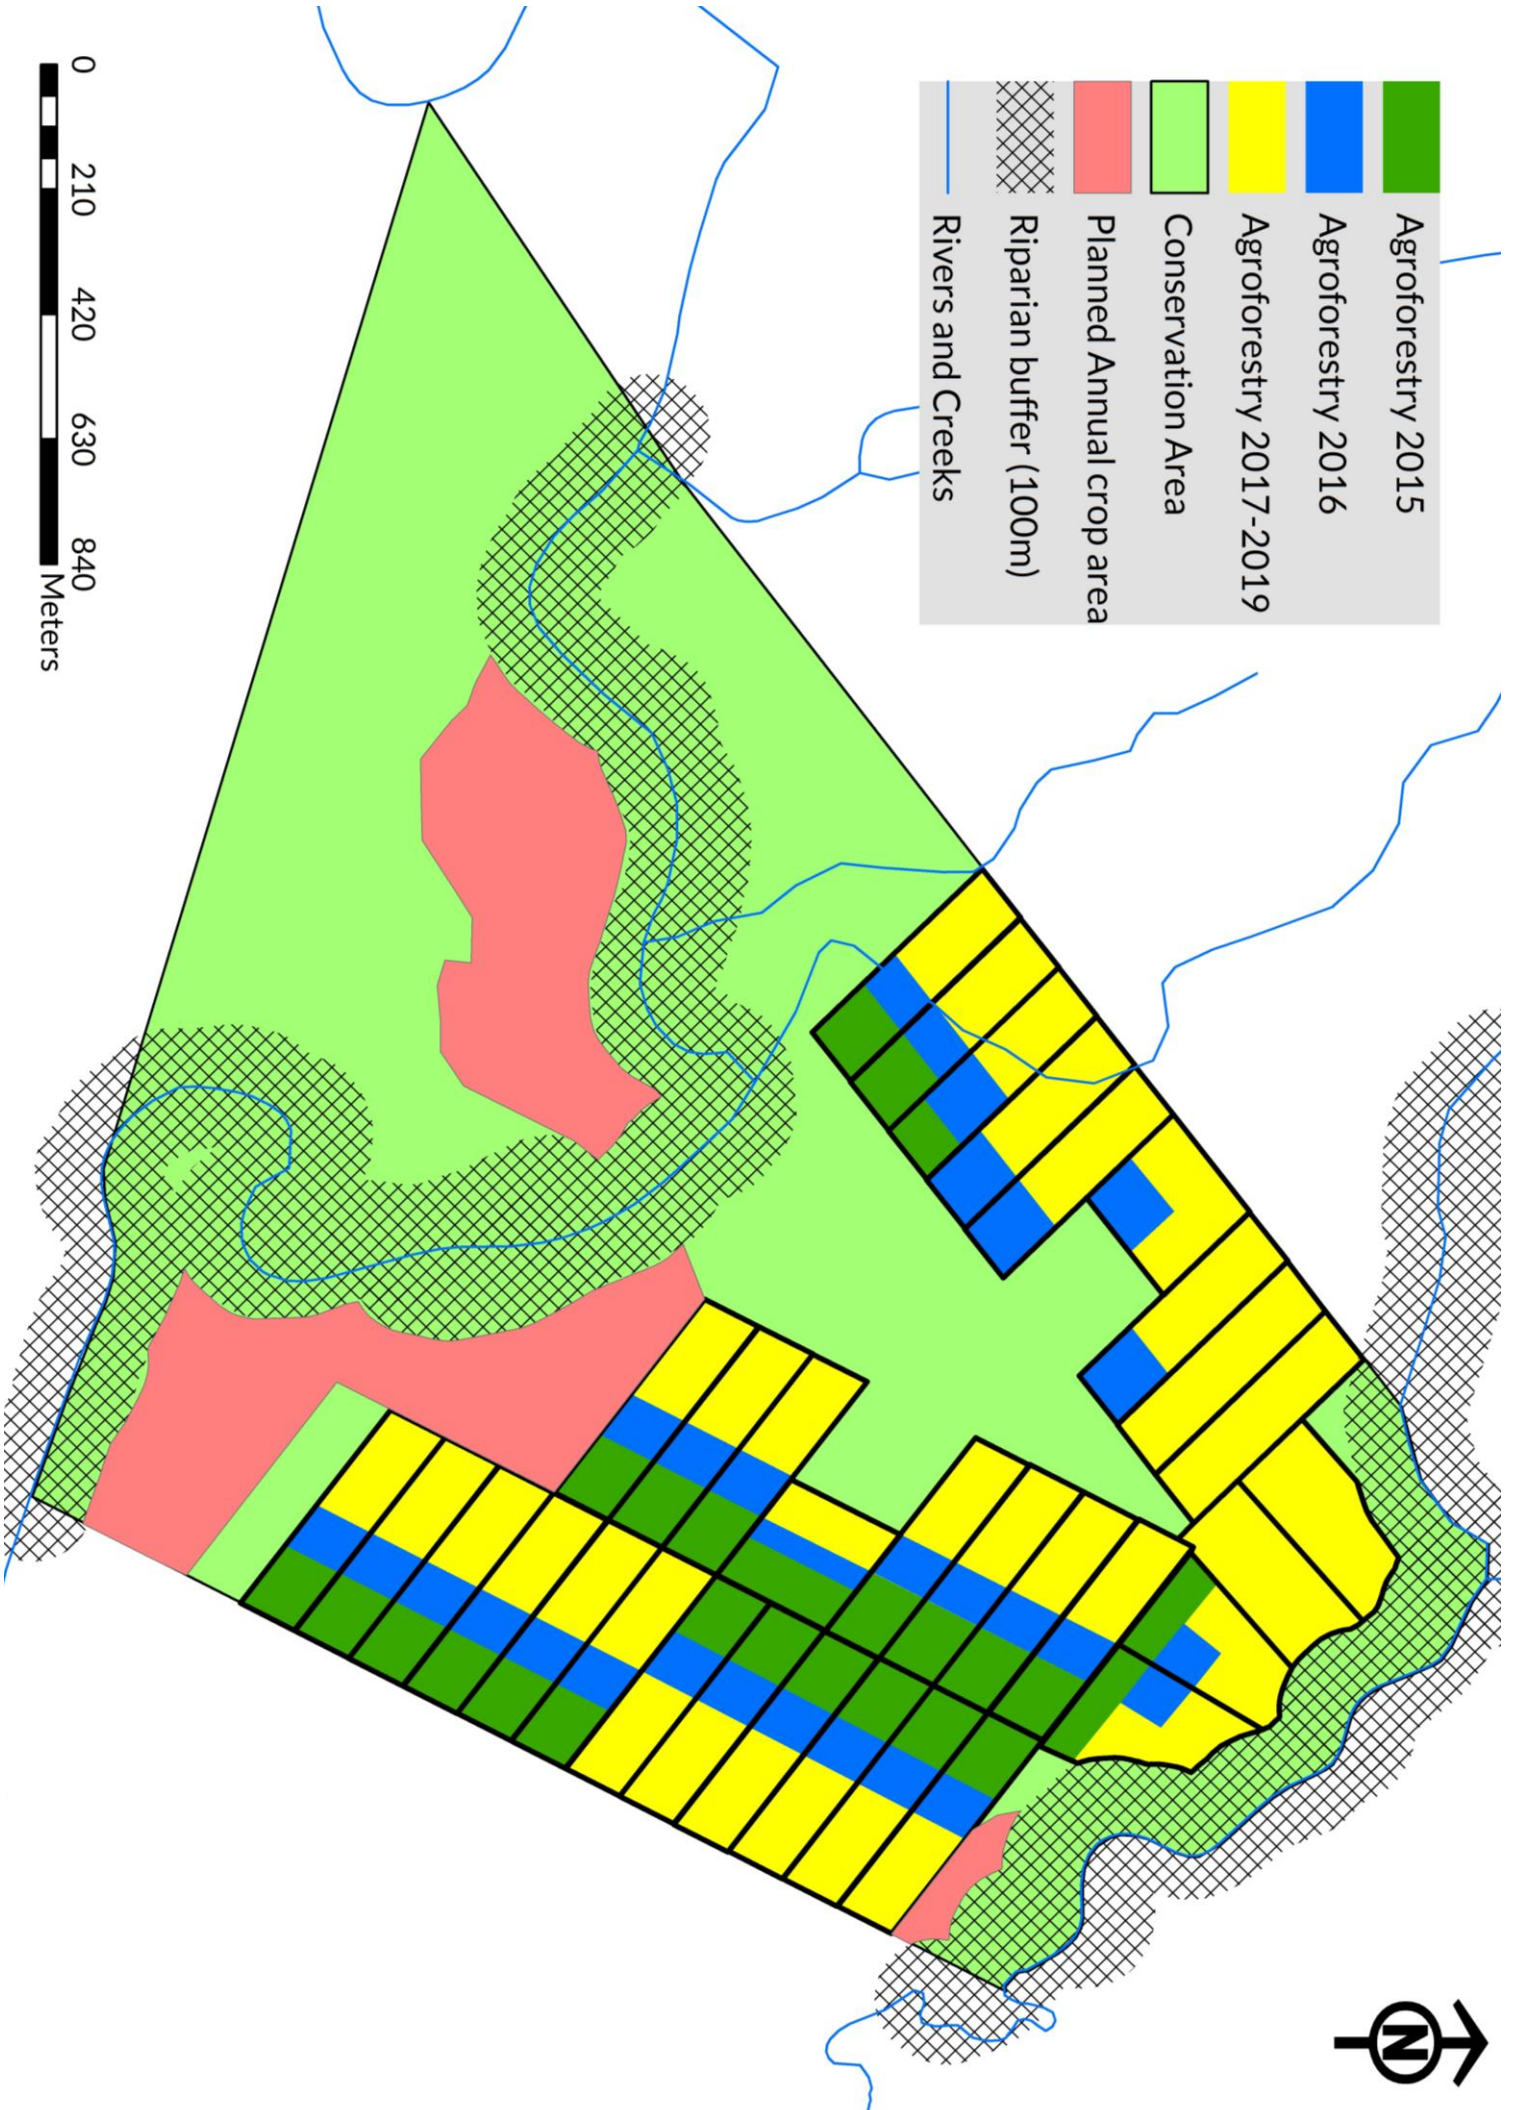 Agroforestry 2015
Agroforestry 2016
Agroforestry 2017-2019
Conservation Area
Planned Annual crop area
Riparian buffer (100m)
Rivers and Creeks
N
0 210 420 630 840
Meters